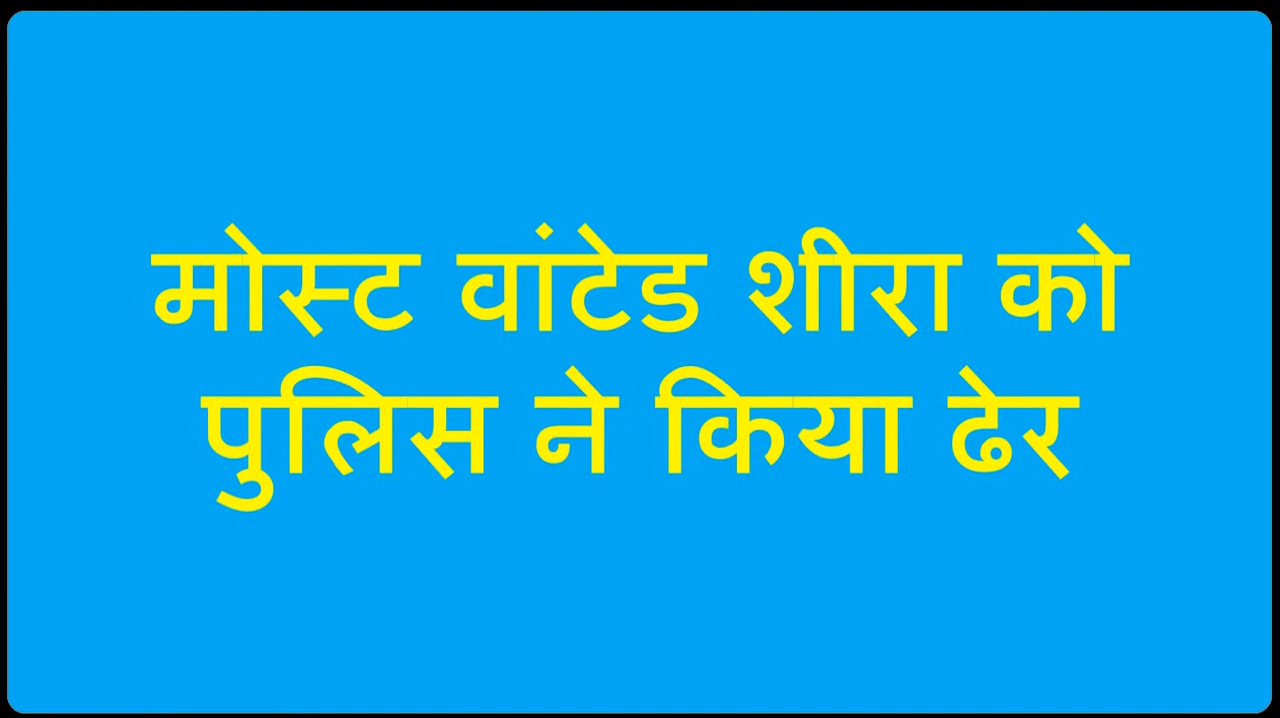 मोस्ट वांटेड शीरा को
पुलिस ने किया ढेर